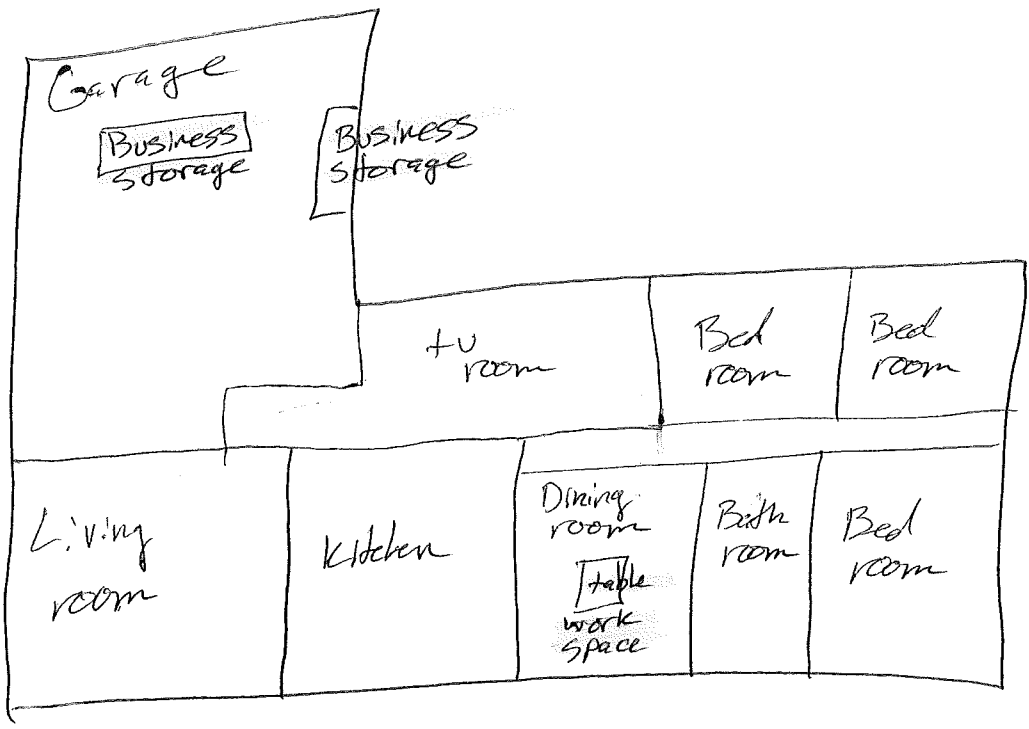 Garage
Business
storage
Business
storage
tv
room
Bed
room
Bed
room
Living
room
Kitchen
Dining
room
table
work
space
Bath
room
Bed
room